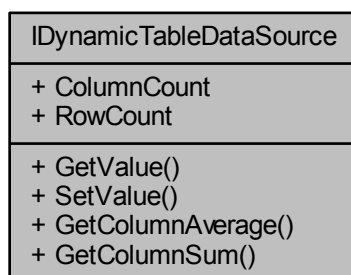 IDynamicTableDataSource
+ ColumnCount
+ RowCount
+ GetValue()
+ SetValue()
+ GetColumnAverage()
+ GetColumnSum()